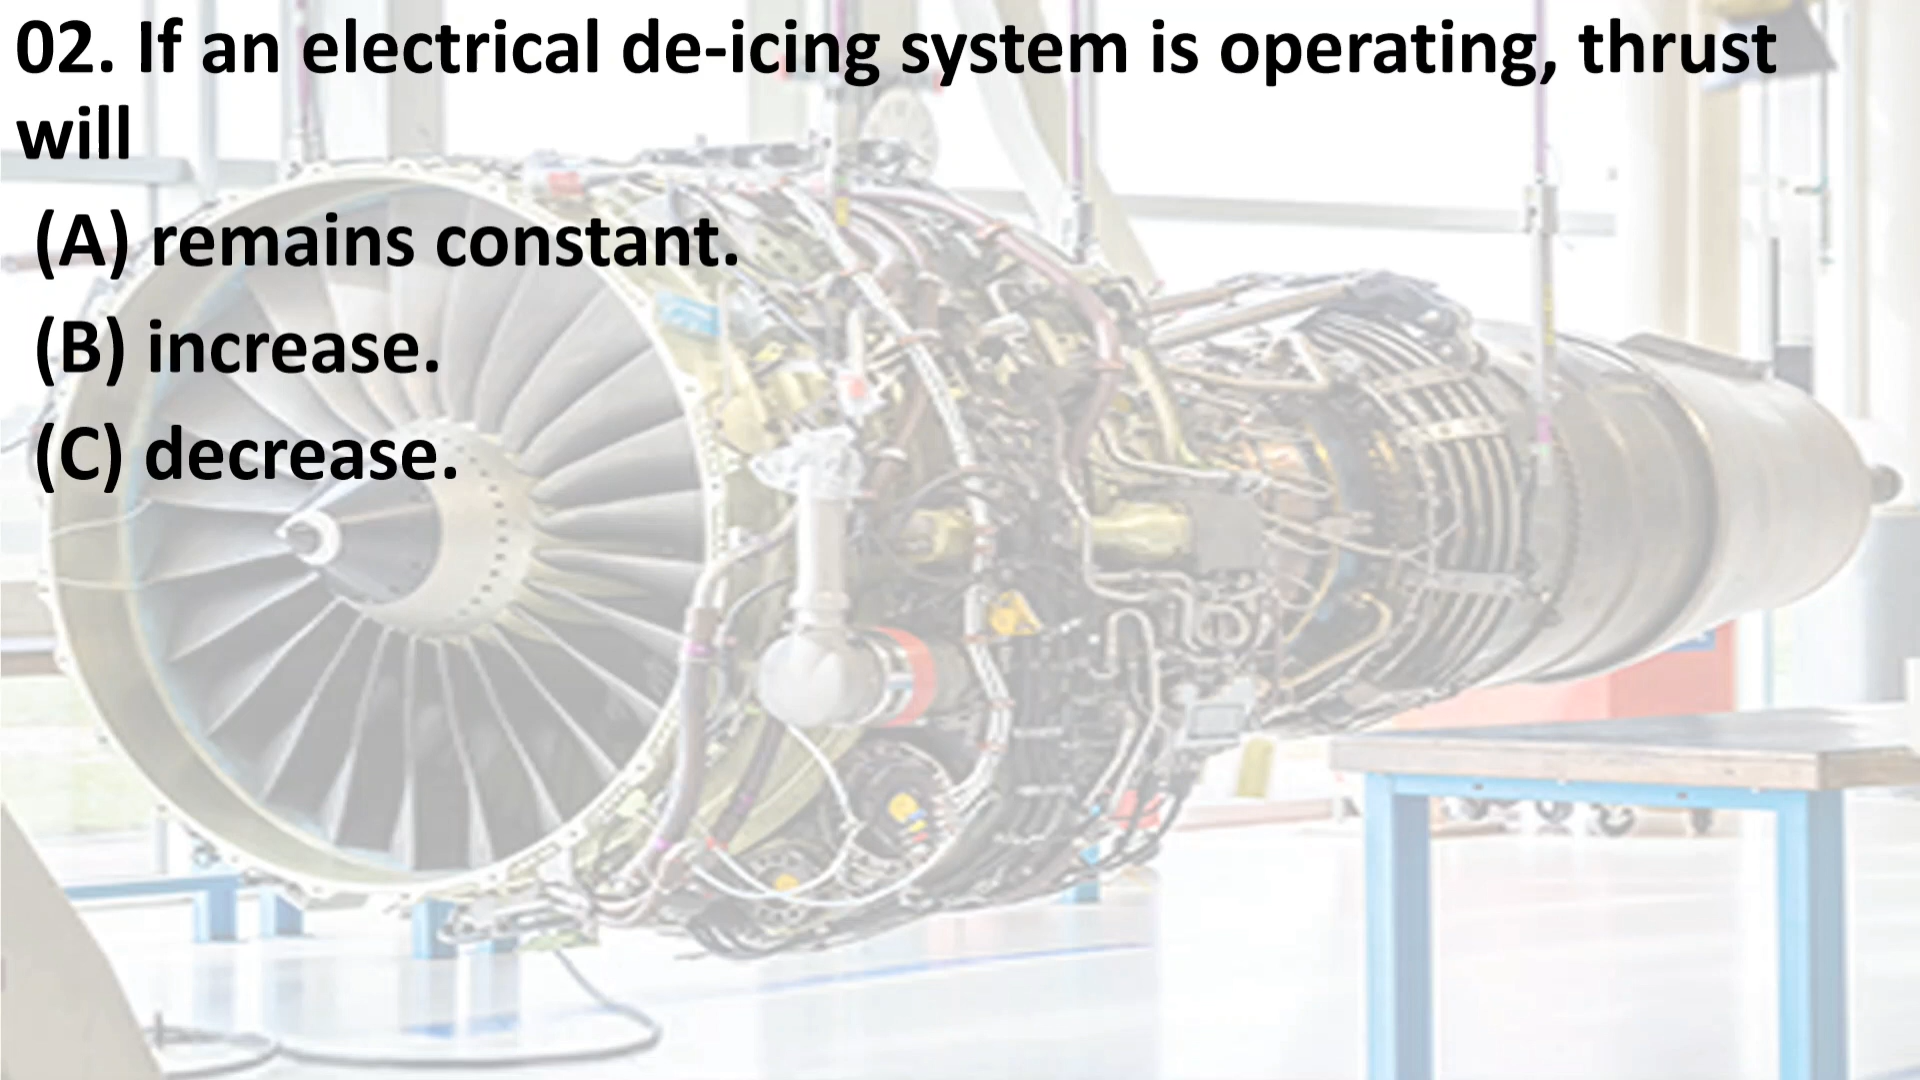 02. If an electrical de-icing system is operating, thrust
will
(A) remains constant.
(B) increase.
(C) decrease.